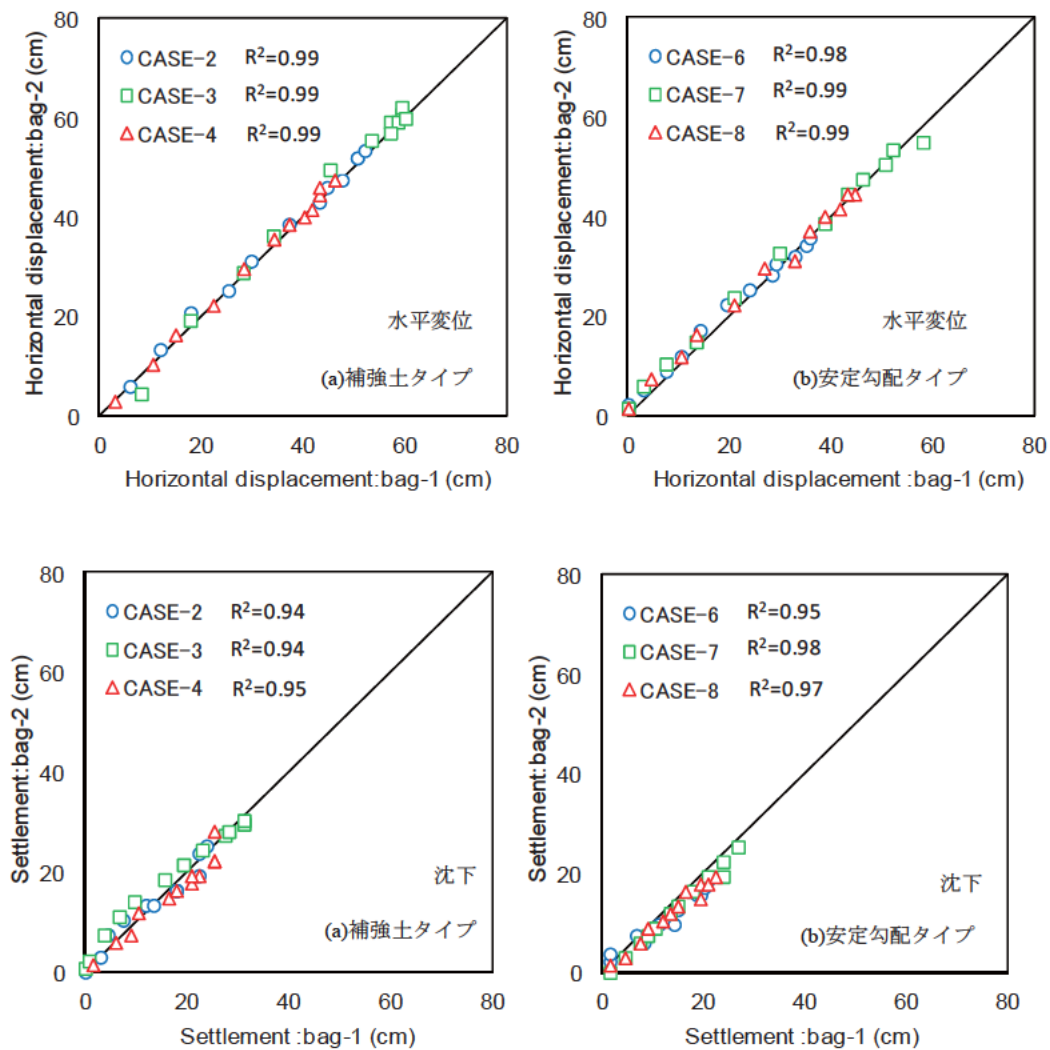 80
60
40
20
0
Horizontal displacement:bag-2 (cm)
CASE-2 R²=0.99
CASE-3 R²=0.99
CASE-4 R²=0.99
水平変位
(a)補強土タイプ
0 20 40 60 80
Horizontal displacement:bag-1 (cm)
80
60
40
20
0
Horizontal displacement:bag-2 (cm)
CASE-6 R²=0.98
CASE-7 R²=0.99
CASE-8 R²=0.99
水平変位
(b)安定勾配タイプ
0 20 40 60 80
Horizontal displacement :bag-1 (cm)
80
60
40
20
0
Settlement:bag-2 (cm)
CASE-2 R²=0.94
CASE-3 R²=0.94
CASE-4 R²=0.95
沈下
(a)補強土タイプ
0 20 40 60 80
Settlement :bag-1 (cm)
80
60
40
20
0
Settlement:bag-2 (cm)
CASE-6 R²=0.95
CASE-7 R²=0.98
CASE-8 R²=0.97
沈下
(b)安定勾配タイプ
0 20 40 60 80
Settlement:bag-1 (cm)